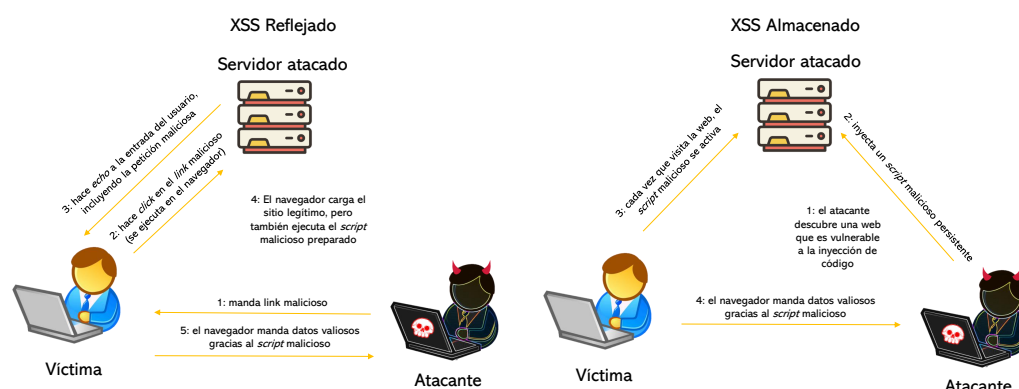 XSS Reflejado
Servidor atacado
3: hace echo a la entrada del usuario,
incluyendo la petición maliciosa
2: hace click en el link malicioso
(se ejecuta en el navegador)
4: El navegador carga el
sitio legítimo, pero
también ejecuta el script
malicioso preparado
1: manda link malicioso
5: el navegador manda datos valiosos
gracias al script malicioso
Víctima
Atacante
XSS Almacenado
Servidor atacado
3: cada vez que visita la web, el
script malicioso se activa
2: inyecta un script malicioso persistente
1: el atacante
descubre una web
que es vulnerable
a la inyección de
código
4: el navegador manda datos valiosos
gracias al script malicioso
Víctima
Atacante